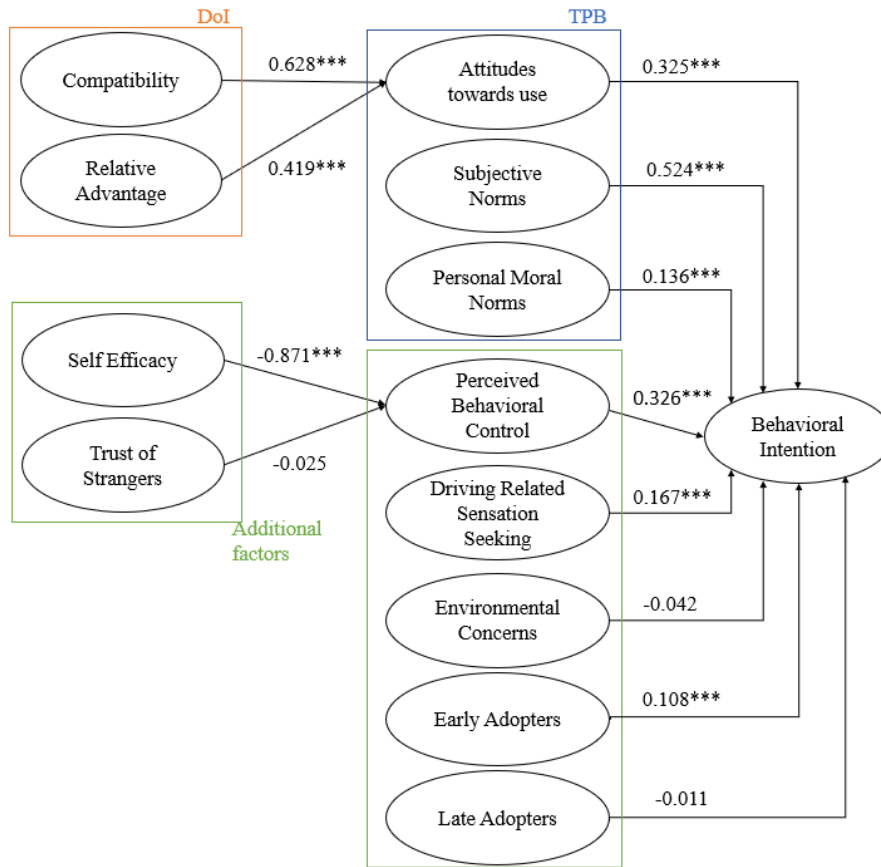 DoI
TPB
Compatibility
0.628***
Attitudes
towards use
0.325***
Relative
Advantage
0.419***
Subjective
Norms
0.524***
Personal Moral
Norms
0.136***
Self Efficacy
-0.871***
Perceived
Behavioral
Control
0.326***
Behavioral
Intention
Trust of
Strangers
-0.025
Driving Related
Sensation
Seeking
0.167***
Additional
factors
Environmental
Concerns
-0.042
Early Adopters
0.108***
Late Adopters
-0.011